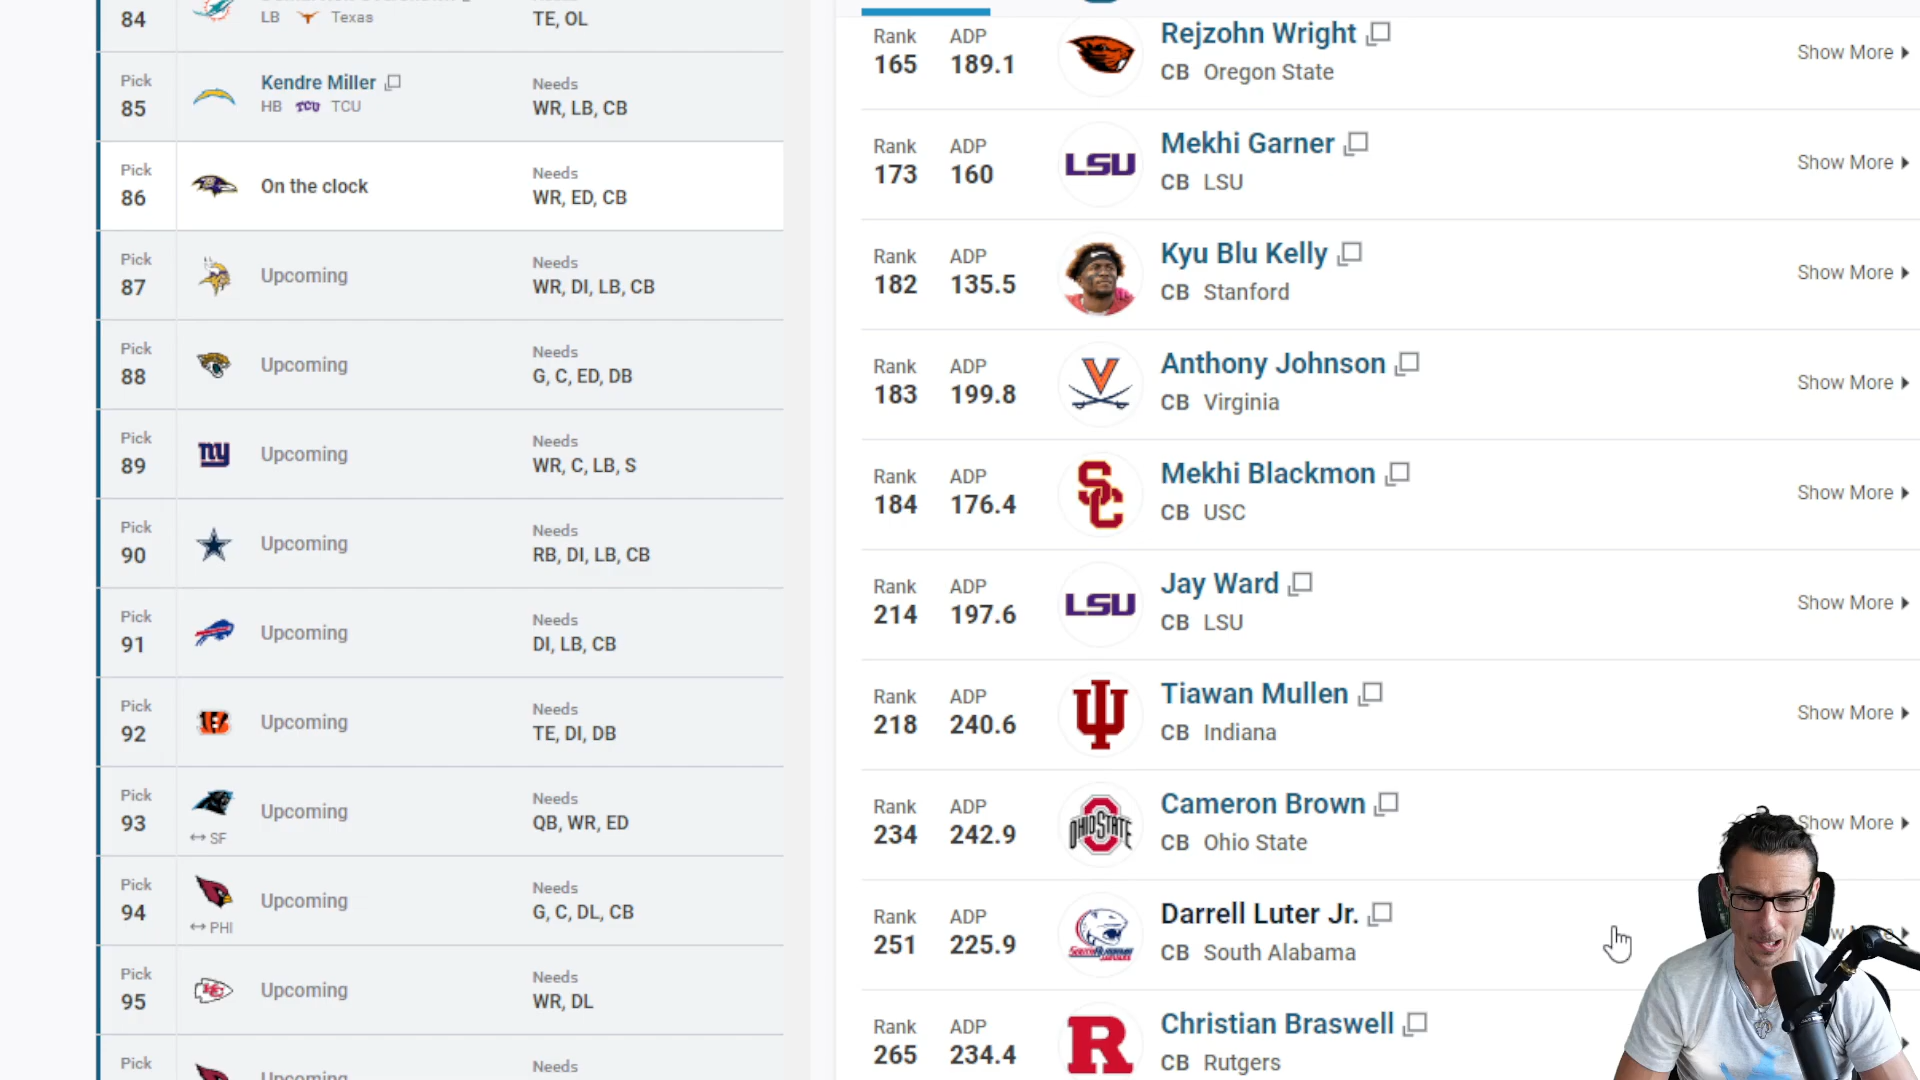 84
LB Texas
TE, OL
Pick
85
Kendre Miller
HB TCU TCU
Needs
WR, LB, CB
Pick
86
On the clock
Needs
WR, ED, CB
Pick
87
Upcoming
Needs
WR, DI, LB, CB
Pick
88
Upcoming
Needs
G, C, ED, DB
Pick
89
ny
Upcoming
Needs
WR, C, LB, S
Pick
90
Upcoming
Needs
RB, DI, LB, CB
Pick
91
Upcoming
Needs
DI, LB, CB
Pick
92
Upcoming
Needs
TE, DI, DB
Pick
93
↔ SF
Upcoming
Needs
QB, WR, ED
Pick
94
↔ PHI
Upcoming
Needs
G, C, DL, CB
Pick
95
KC
Upcoming
Needs
WR, DL
Pick
Upcoming
Needs
Rank ADP
165 189.1
Rejzohn Wright
CB Oregon State
Show More
Rank ADP
173 160
LSU
Mekhi Garner
CB LSU
Show More
Rank ADP
182 135.5
Kyu Blu Kelly
CB Stanford
Show More
Rank ADP
183 199.8
V
Anthony Johnson
CB Virginia
Show More
Rank ADP
184 176.4
SC
Mekhi Blackmon
CB USC
Show More
Rank ADP
214 197.6
LSU
Jay Ward
CB LSU
Show More
Rank ADP
218 240.6
Tiawan Mullen
CB Indiana
Show More
Rank ADP
234 242.9
OHIO STATE
Cameron Brown
CB Ohio State
Show More
Rank ADP
251 225.9
Darrell Luter Jr.
CB South Alabama
Rank ADP
265 234.4
R
Christian Braswell
CB Rutgers